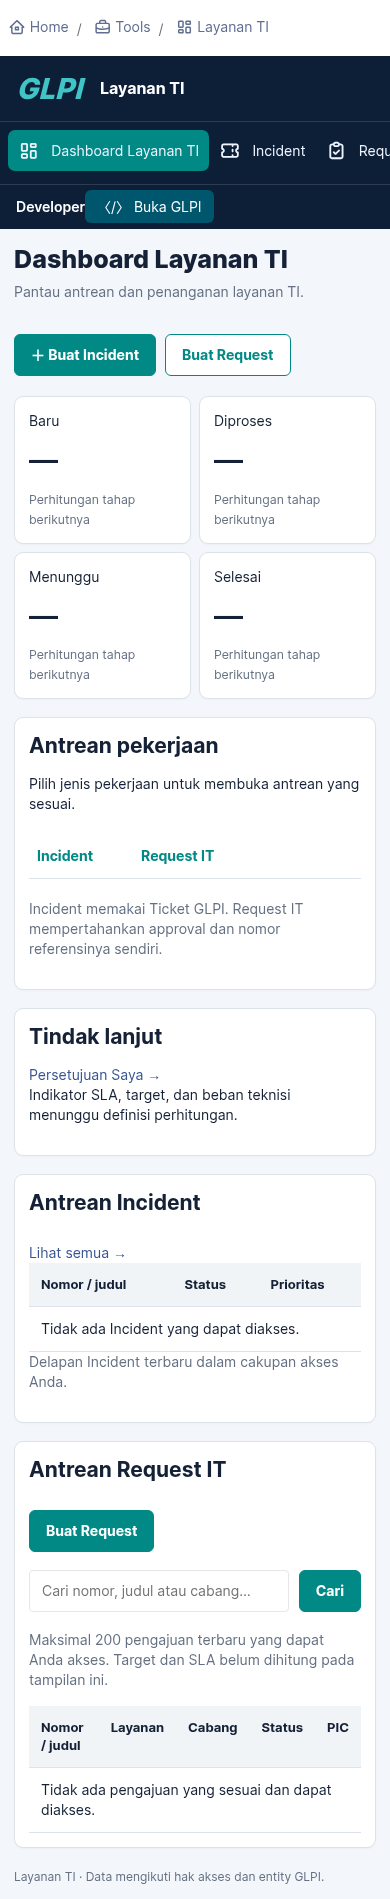 Home / Tools / Layanan TI
GLPI Layanan TI
Dashboard Layanan TI Incident Requ
Developer </> Buka GLPI
Dashboard Layanan TI
Pantau antrean dan penanganan layanan TI.
+ Buat Incident Buat Request
Baru
—
Perhitungan tahap
berikutnya
Diproses
—
Perhitungan tahap
berikutnya
Menunggu
—
Perhitungan tahap
berikutnya
Selesai
—
Perhitungan tahap
berikutnya
Antrean pekerjaan
Pilih jenis pekerjaan untuk membuka antrean yang
sesuai.
Incident Request IT
Incident memakai Ticket GLPI. Request IT
mempertahankan approval dan nomor
referensinya sendiri.
Tindak lanjut
Persetujuan Saya →
Indikator SLA, target, dan beban teknisi
menunggu definisi perhitungan.
Antrean Incident
Lihat semua →
Nomor / judul Status Prioritas
Tidak ada Incident yang dapat diakses.
Delapan Incident terbaru dalam cakupan akses
Anda.
Antrean Request IT
Buat Request
Cari nomor, judul atau cabang... Cari
Maksimal 200 pengajuan terbaru yang dapat
Anda akses. Target dan SLA belum dihitung pada
tampilan ini.
Nomor Layanan Cabang Status PIC
/ judul
Tidak ada pengajuan yang sesuai dan dapat
diakses.
Layanan TI · Data mengikuti hak akses dan entity GLPI.